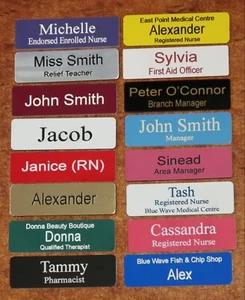 Michelle
Endorsed Enrolled Nurse
Miss Smith
Relief Teacher
John Smith
Jacob
Janice (RN)
Alexander
Donna Beauty Boutique
Donna
Qualified Therapist
Tammy
Pharmacist
East Point Medical Centre
Alexander
Registered Nurse
Sylvia
First Aid Officer
Peter O'Connor
Branch Manager
John Smith
Manager
Sinead
Area Manager
Tash
Registered Nurse
Blue Wave Medical Centre
Cassandra
Registered Nurse
Blue Wave Fish & Chip Shop
Alex